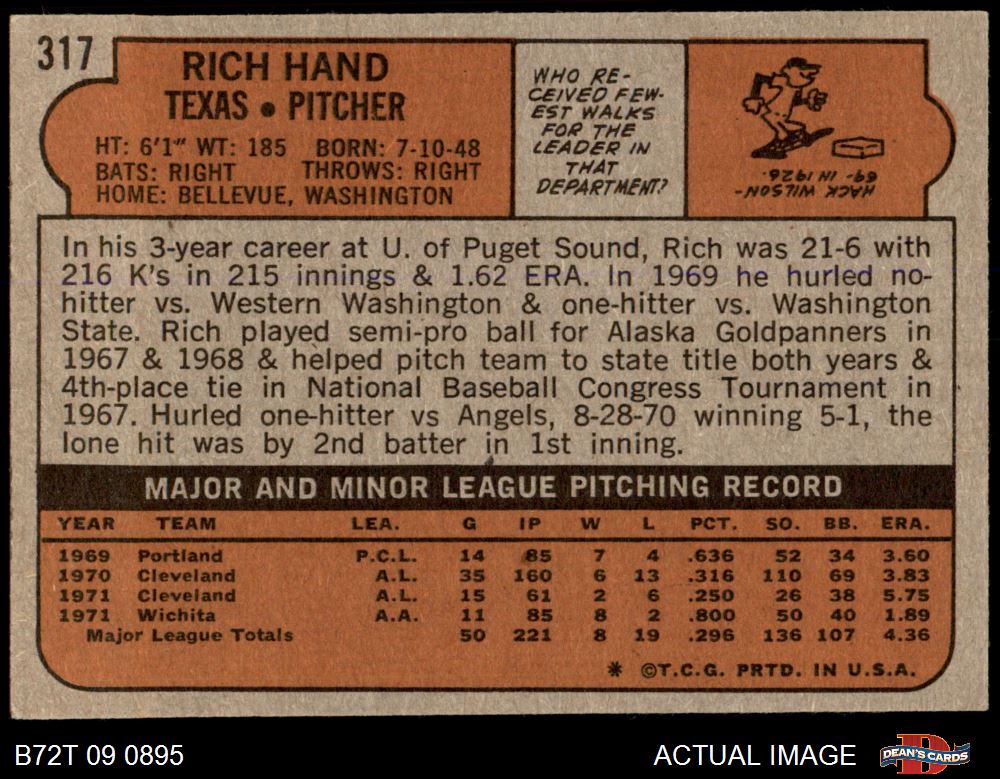 317
RICH HAND
TEXAS • PITCHER
HT: 6'1" WT: 185 BORN: 7-10-48
BATS: RIGHT THROWS: RIGHT
HOME: BELLEVUE, WASHINGTON
WHO RE-
CEIVED FEW-
EST WALKS
FOR THE
LEADER IN
THAT
DEPARTMENT?
HACK WILSON-
69- IN 1926.
In his 3-year career at U. of Puget Sound, Rich was 21-6 with
216 K's in 215 innings & 1.62 ERA. In 1969 he hurled no-
hitter vs. Western Washington & one-hitter vs. Washington
State. Rich played semi-pro ball for Alaska Goldpanners in
1967 & 1968 & helped pitch team to state title both years &
4th-place tie in National Baseball Congress Tournament in
1967. Hurled one-hitter vs Angels, 8-28-70 winning 5-1, the
lone hit was by 2nd batter in 1st inning.
MAJOR AND MINOR LEAGUE PITCHING RECORD
YEAR TEAM LEA. G IP W L PCT. SO. BB. ERA.
1969 Portland P.C.L. 14 85 7 4 .636 52 34 3.60
1970 Cleveland A.L. 35 160 6 13 .316 110 69 3.83
1971 Cleveland A.L. 15 61 2 6 .250 26 38 5.75
1971 Wichita A.A. 11 85 8 2 .800 50 40 1.89
Major League Totals 50 221 8 19 .296 136 107 4.36
* ©T.C.G. PRTD. IN U.S.A.
B72T 09 0895 ACTUAL IMAGE DEAN'S CARDS